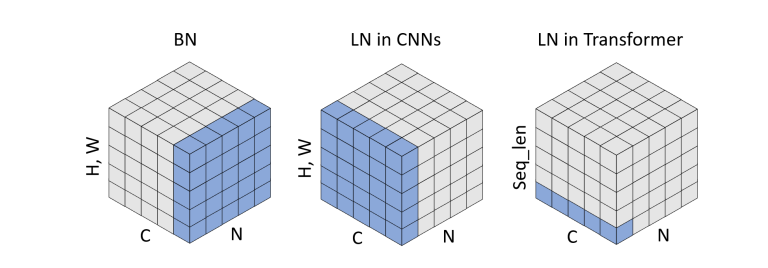 BN
LN in CNNs
LN in Transformer
H, W
C
N
H, W
C
N
Seq_len
C
N